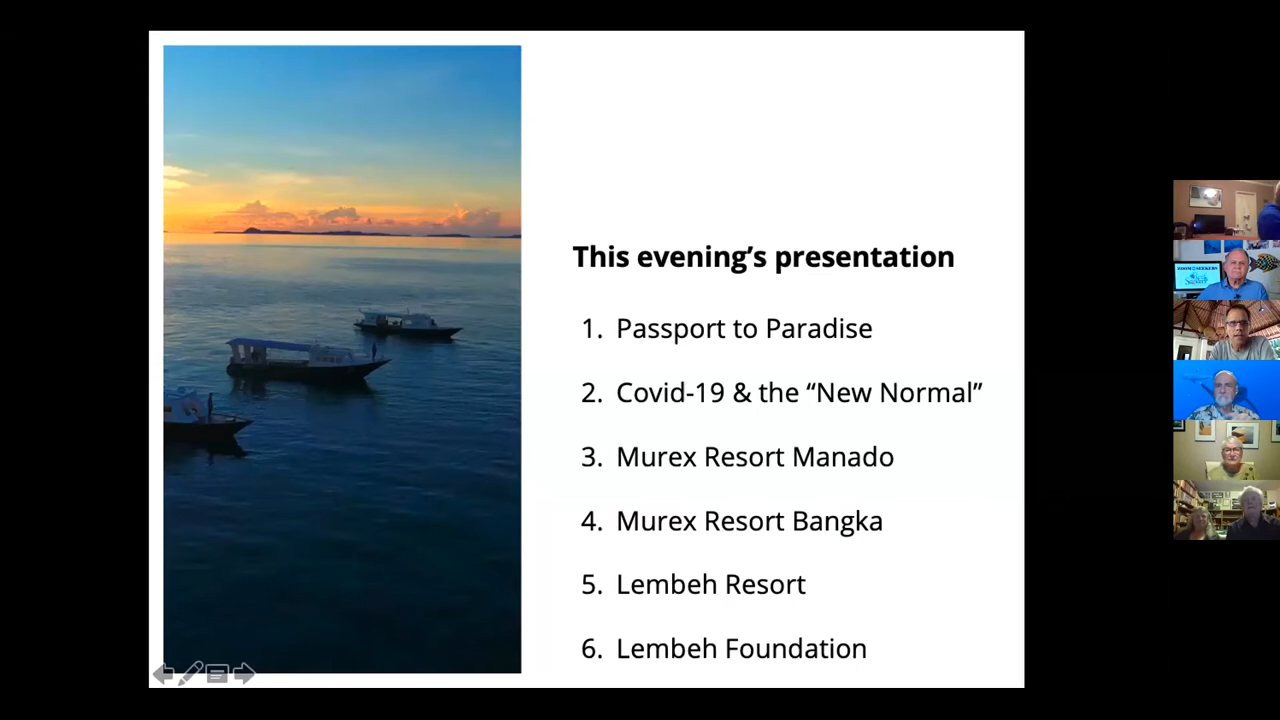 This evening’s presentation
1. Passport to Paradise
2. Covid-19 & the “New Normal”
3. Murex Resort Manado
4. Murex Resort Bangka
5. Lembeh Resort
6. Lembeh Foundation